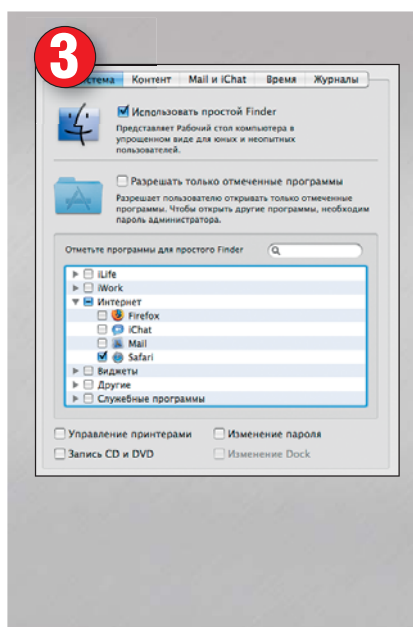 3
Система Контент Mail и iChat Время Журналы
Использовать простой Finder
Представляет Рабочий стол компьютера в
упрощенном виде для юных и неопытных
пользователей.
Разрешать только отмеченные программы
Разрешает пользователю открывать только отмеченные
программы. Чтобы открыть другие программы, необходим
пароль администратора.
Отметьте программы для простого Finder
iLife
iWork
Интернет
Firefox
iChat
Mail
Safari
Виджеты
Другие
Служебные программы
Управление принтерами Изменение пароля
Запись CD и DVD Изменение Dock